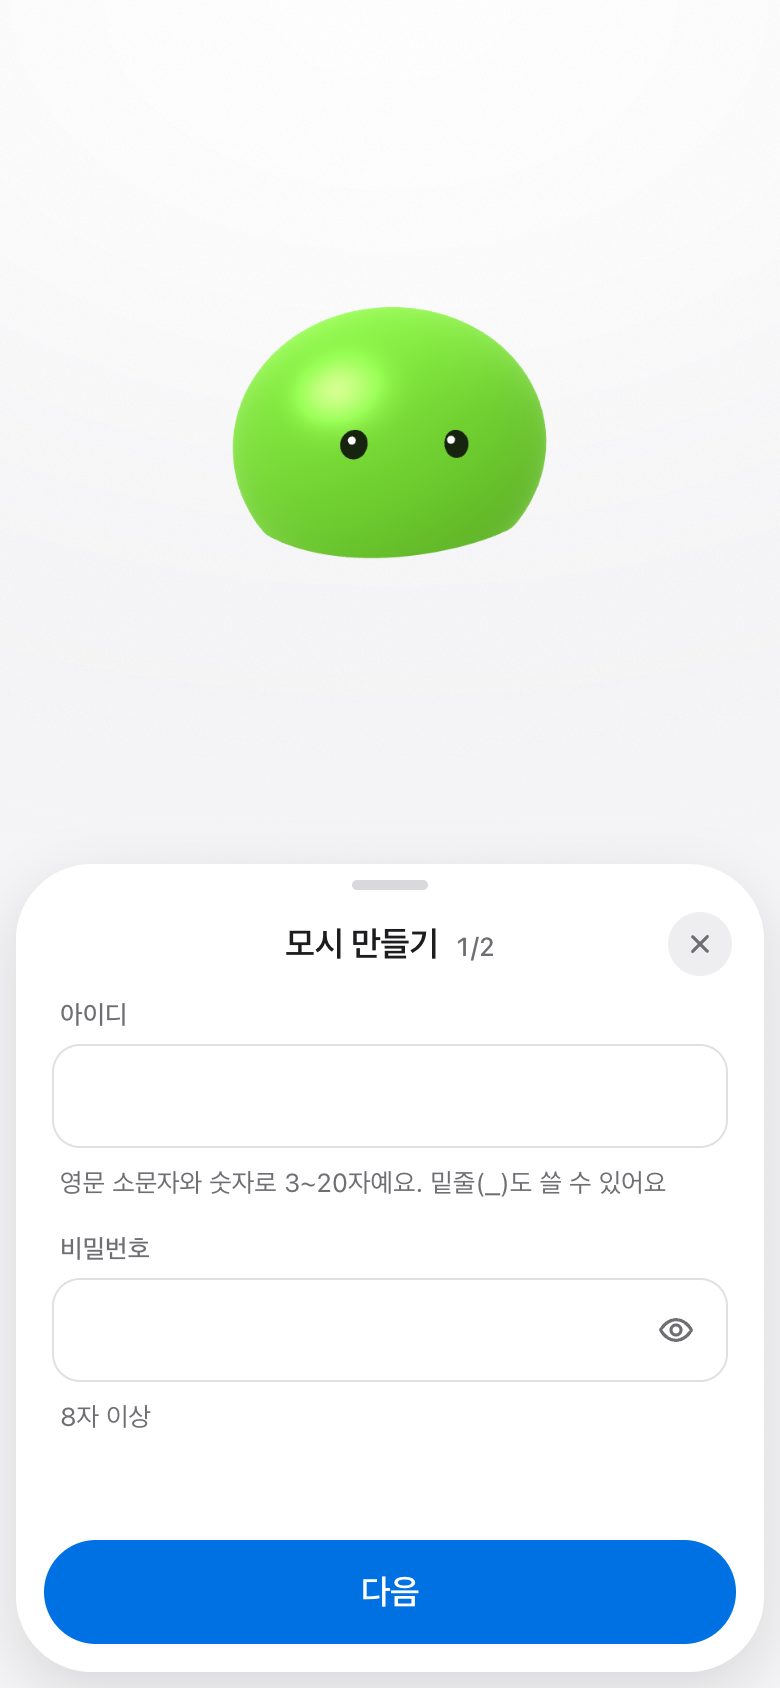 모시 만들기 1/2
아이디
영문 소문자와 숫자로 3~20자예요. 밑줄(_)도 쓸 수 있어요
비밀번호
8자 이상
다음